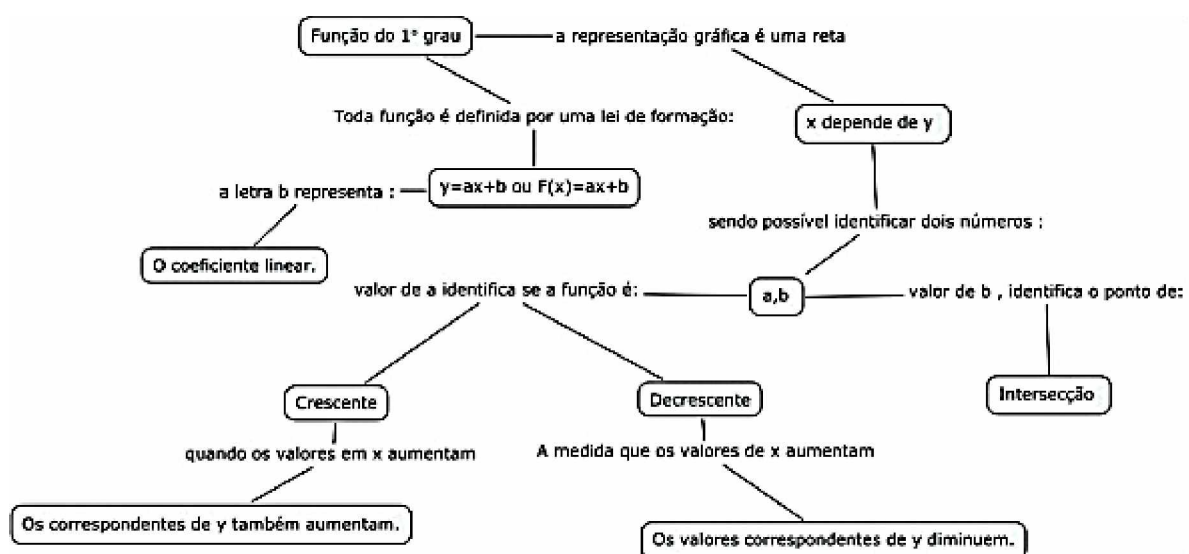 Função do 1° grau
a representação gráfica é uma reta
Toda função é definida por uma lei de formação:
x depende de y
a letra b representa :
y=ax+b ou F(x)=ax+b
sendo possível identificar dois números :
O coeficiente linear.
valor de a identifica se a função é:
a,b
valor de b , identifica o ponto de:
Crescente
Decrescente
Intersecção
quando os valores em x aumentam
A medida que os valores de x aumentam
Os correspondentes de y também aumentam.
Os valores correspondentes de y diminuem.